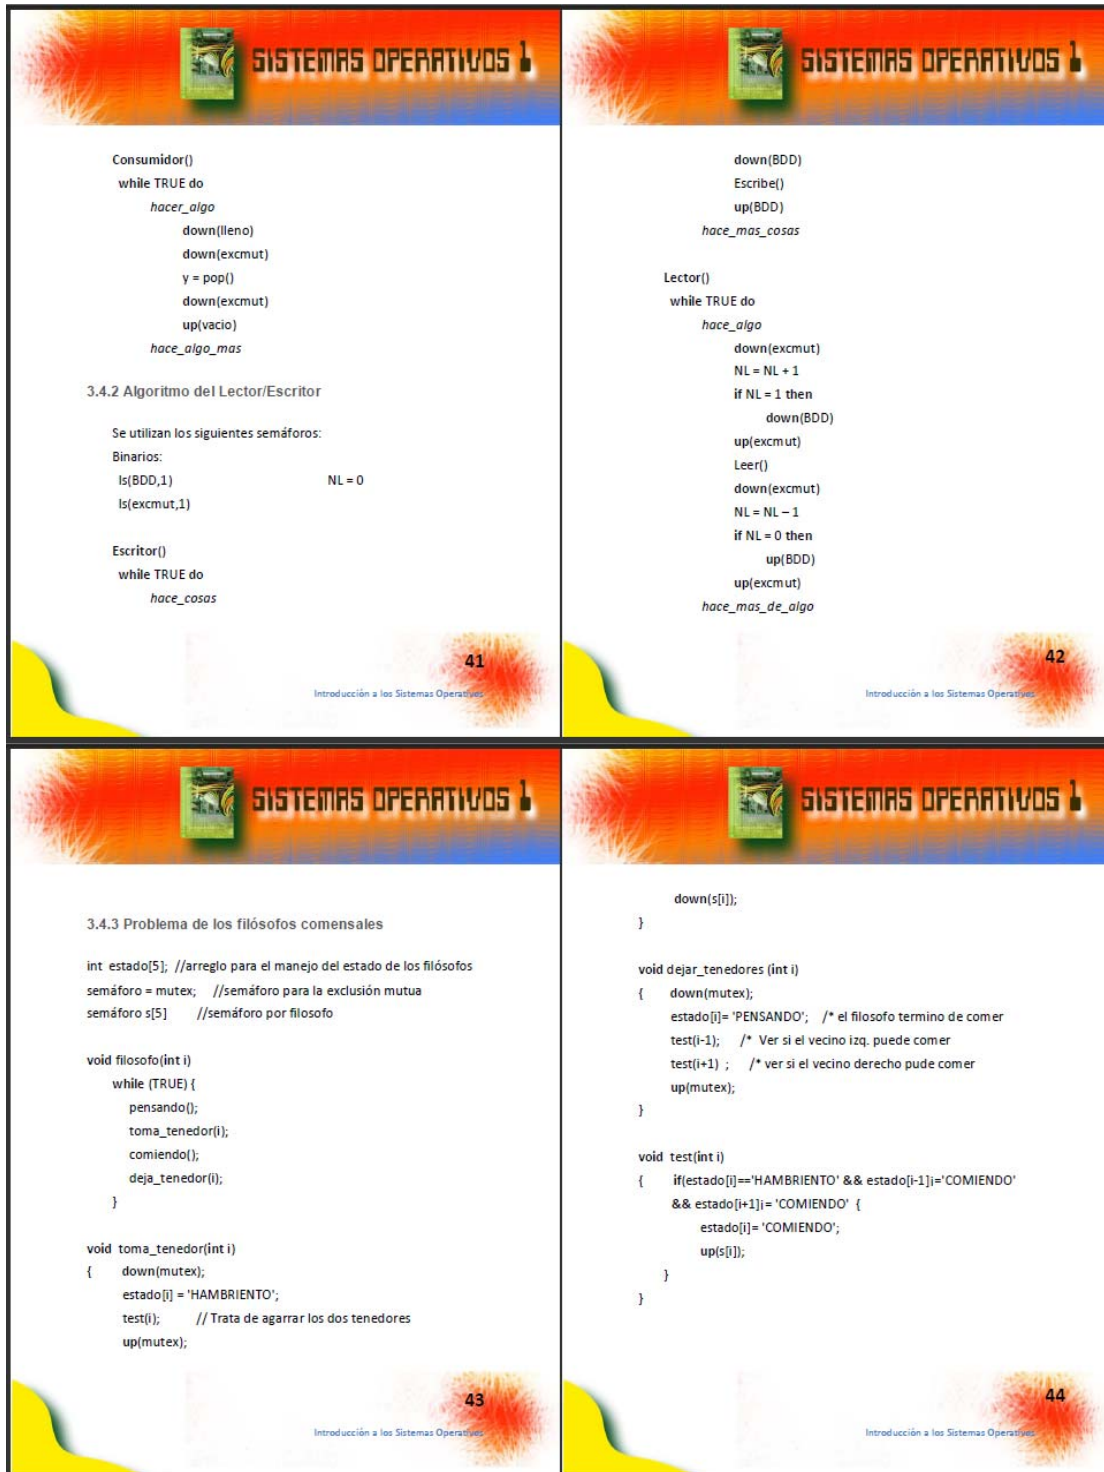 SISTEMAS OPERATIVOS 1
Consumidor()
while TRUE do
hacer_algo
down(lleno)
down(excmut)
y = pop()
down(excmut)
up(vacio)
hace_algo_mas
3.4.2 Algoritmo del Lector/Escritor
Se utilizan los siguientes semáforos:
Binarios:
Is(BDD,1) NL = 0
Is(excmut,1)
Escritor()
while TRUE do
hace_cosas
41
Introducción a los Sistemas Operativos
SISTEMAS OPERATIVOS 1
down(BDD)
Escribe()
up(BDD)
hace_mas_cosas
Lector()
while TRUE do
hace_algo
down(excmut)
NL = NL + 1
if NL = 1 then
down(BDD)
up(excmut)
Leer()
down(excmut)
NL = NL – 1
if NL = 0 then
up(BDD)
up(excmut)
hace_mas_de_algo
42
Introducción a los Sistemas Operativos
SISTEMAS OPERATIVOS 1
3.4.3 Problema de los filósofos comensales
int estado[5]; //arreglo para el manejo del estado de los filósofos
semáforo = mutex; //semáforo para la exclusión mutua
semáforo s[5] //semáforo por filosofo
void filosofo(int i)
while (TRUE) {
pensando();
toma_tenedor(i);
comiendo();
deja_tenedor(i);
}
void toma_tenedor(int i)
{ down(mutex);
estado[i] = 'HAMBRIENTO';
test(i); // Trata de agarrar los dos tenedores
up(mutex);
43
Introducción a los Sistemas Operativos
SISTEMAS OPERATIVOS 1
down(s[i]);
}
void dejar_tenedores (int i)
{ down(mutex);
estado[i]= 'PENSANDO'; /* el filosofo termino de comer
test(i-1); /* Ver si el vecino izq. puede comer
test(i+1) ; /* ver si el vecino derecho pude comer
up(mutex);
}
void test(int i)
{ if(estado[i]=='HAMBRIENTO' && estado[i-1]¡='COMIENDO'
&& estado[i+1]¡= 'COMIENDO' {
estado[i]= 'COMIENDO';
up(s[i]);
}
}
44
Introducción a los Sistemas Operativos